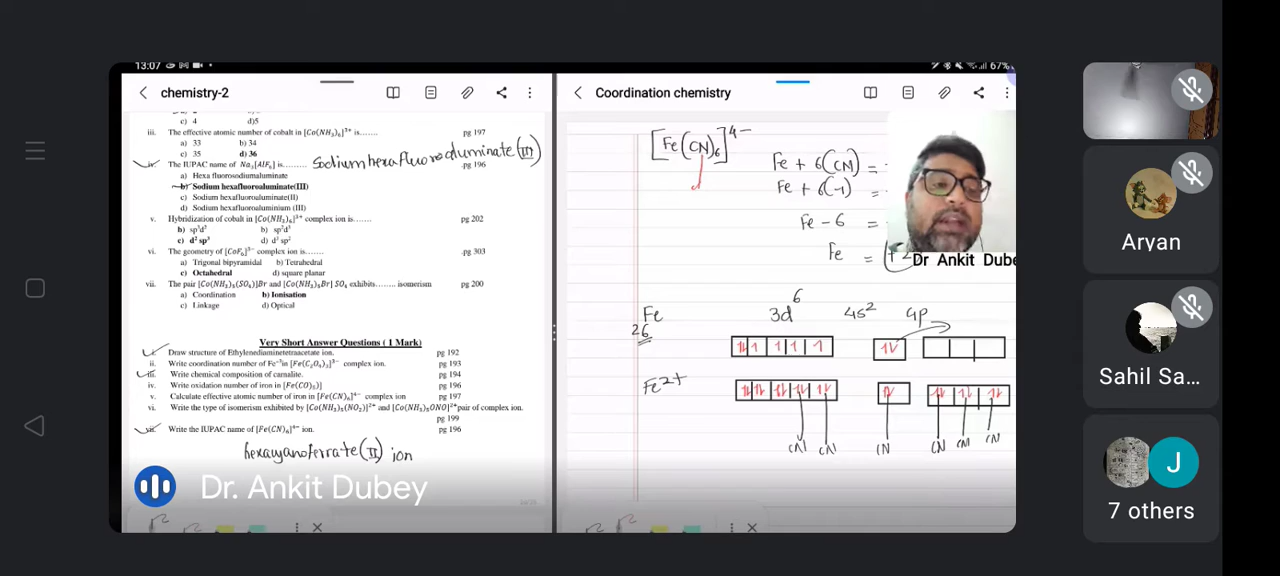 13:07
67%
chemistry-2
c) 4 d)5
iii. The effective atomic number of cobalt in [Co(NH3)6]3+ is....... pg 197
a) 33 b) 34
c) 35 d) 36
iv. The IUPAC name of Na3[AlF6] is......... pg 196
Sodium hexafluoroaluminate (III)
a) Hexa fluorosodiumaluminate
b) Sodium hexafluoroaluminate(III)
c) Sodium hexafluoroaluminate(II)
d) Sodium hexafluoroaluminium (III)
v. Hybridization of cobalt in [Co(NH3)6]3+ complex ion is....... pg 202
c) d2 sp3 d) d3 sp2
vi. The geometry of [CoF6]3- complex ion is..... pg 303
a) Trigonal bipyramidal b) Tetrahedral
c) Octahedral d) square planar
vii. The pair [Co(NH3)5(SO4)]Br and [Co(NH3)5Br] SO4 exhibits....... isomerism pg 200
a) Coordination b) Ionisation
c) Linkage d) Optical
Very Short Answer Questions ( 1 Mark)
i. Draw structure of Ethylenediaminetetraacetate ion. pg 192
ii. Write coordination number of Fe+3in [Fe(C2O4)3]3- complex ion. pg 193
iii. Write chemical composition of carnalite. pg 194
iv. Write oxidation number of iron in [Fe(CO)5)] pg 196
v. Calculate effective atomic number of iron in [Fe(CN)6]4- complex ion pg 197
vi. Write the type of isomerism exhibited by [Co(NH3)5(NO2)]2+ and [Co(NH3)5ONO]2+pair of complex ion.
pg 199
vii. Write the IUPAC name of [Fe(CN)6]4- ion. pg 196
hexacyanoferrate (II) ion
Dr. Ankit Dubey
Coordination chemistry
[Fe(CN)6]4-
Fe + 6(CN) =
Fe + 6(-1) =
Fe - 6 =
Fe = +2
Dr Ankit Dube
Fe 3d6 4s2 4p
26
Fe2+
CN CN CN CN CN CN
Aryan
Sahil Sa...
J
7 others